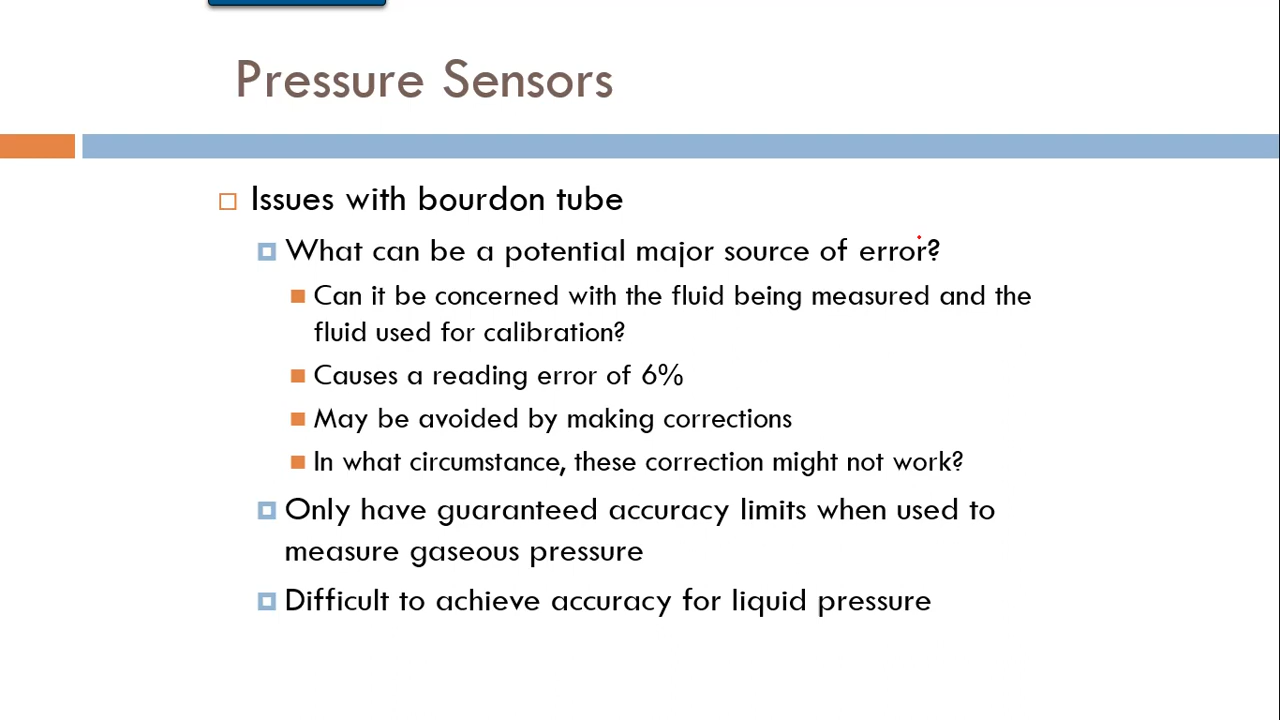 Pressure Sensors
Issues with bourdon tube
What can be a potential major source of error?
Can it be concerned with the fluid being measured and the
fluid used for calibration?
Causes a reading error of 6%
May be avoided by making corrections
In what circumstance, these correction might not work?
Only have guaranteed accuracy limits when used to
measure gaseous pressure
Difficult to achieve accuracy for liquid pressure